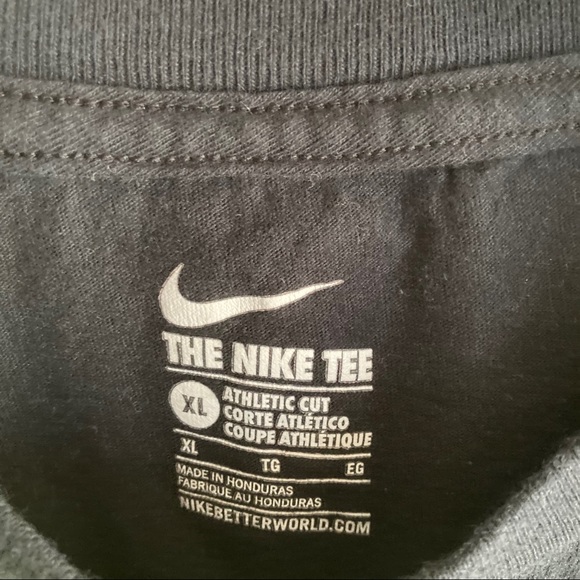 THE NIKE TEE
XL
ATHLETIC CUT
CORTE ATLÉTICO
COUPE ATHLÉTIQUE
XL TG EG
MADE IN HONDURAS
FABRIQUE AU HONDURAS
NIKEBETTERWORLD.COM